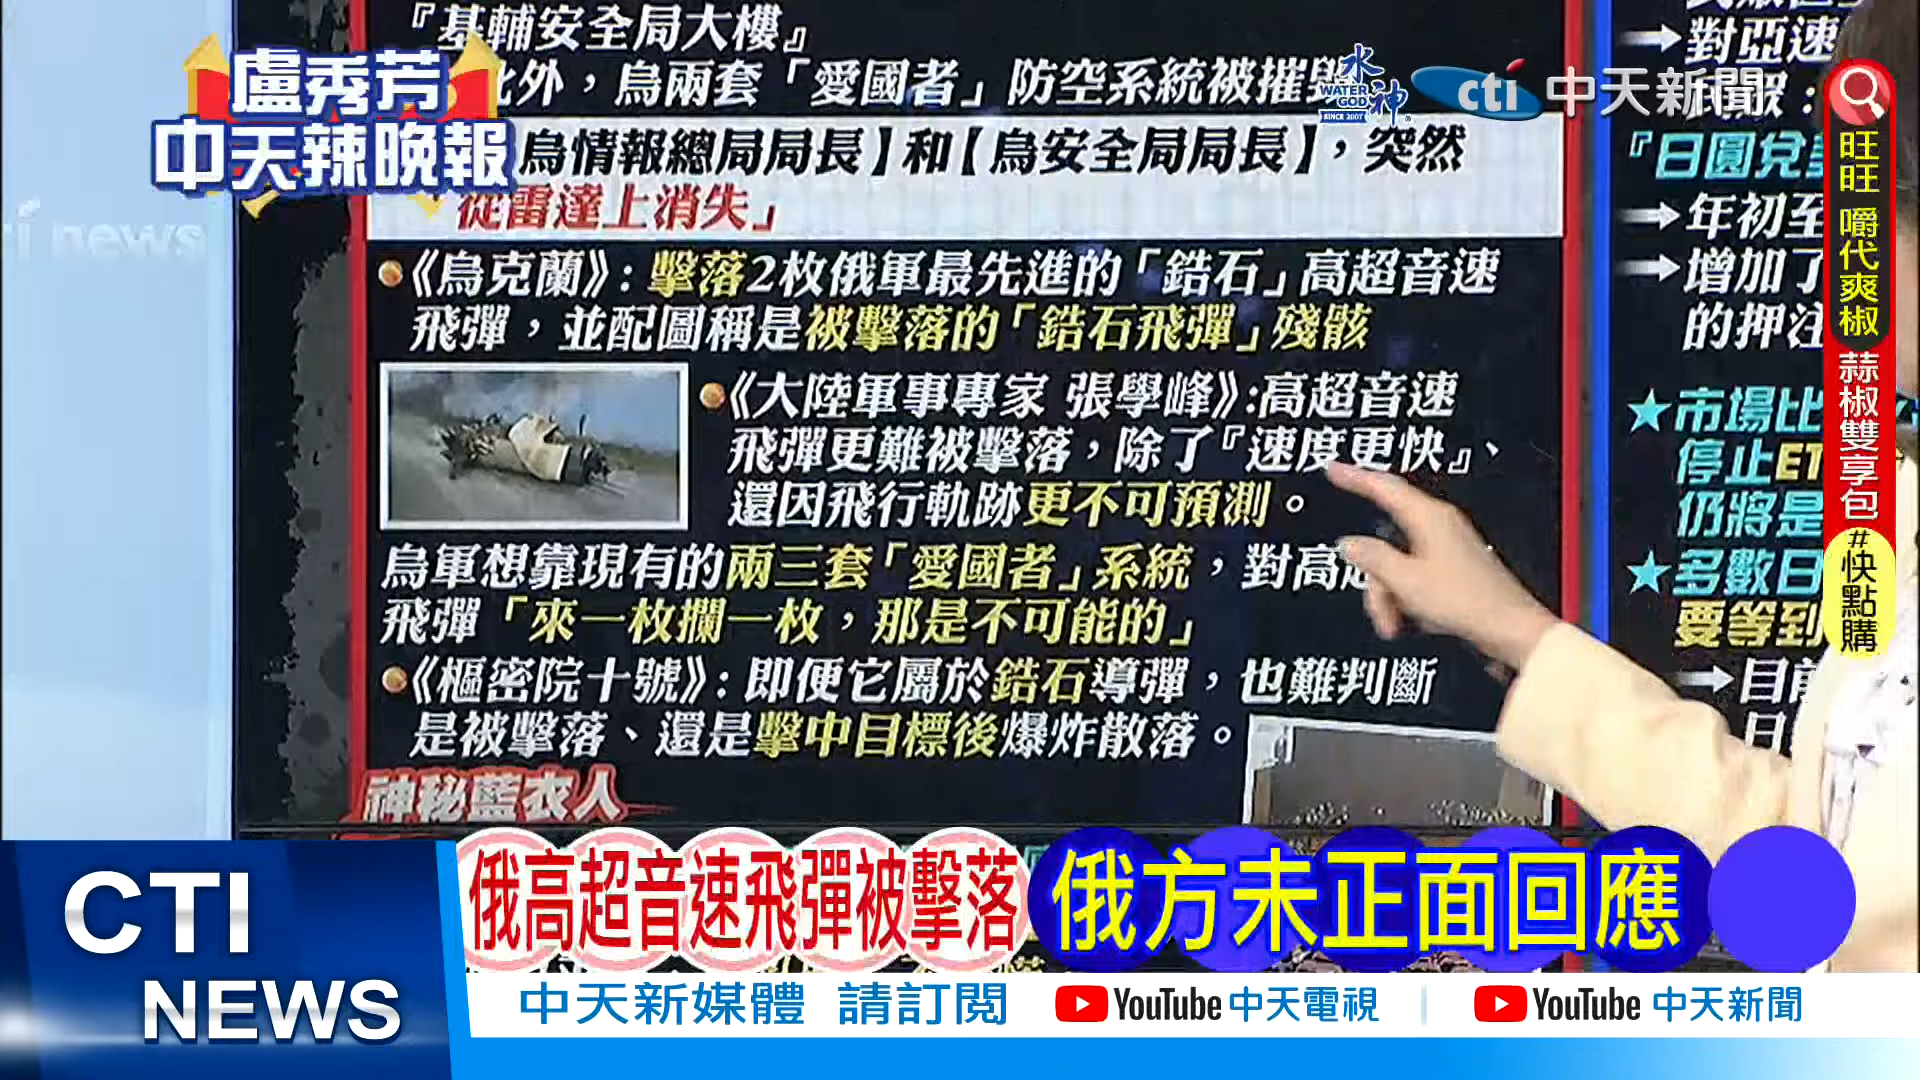 『基輔安全局大樓』
此外，烏兩套「愛國者」防空系統被摧毀
盧秀芳
中天辣晚報
水神
WATER GOD
SINCE 2007
cti 中天新聞
烏情報總局局長】和【烏安全局局長】，突然
「從雷達上消失」
《烏克蘭》：擊落2枚俄軍最先進的「鋯石」高超音速
飛彈，並配圖稱是被擊落的「鋯石飛彈」殘骸
《大陸軍事專家 張學峰》:高超音速
飛彈更難被擊落，除了『速度更快』、
還因飛行軌跡更不可預測。
烏軍想靠現有的兩三套「愛國者」系統，對高
飛彈「來一枚攔一枚，那是不可能的」
《樞密院十號》：即便它屬於鋯石導彈，也難判斷
是被擊落、還是擊中目標後爆炸散落。
神秘藍衣人
→對亞速
『日圓兌
→年初至
→增加了
的押注
★市場比
停止ET
仍將是
★多數日
要等到
→目前
news
旺旺 嚼代爽椒 蒜椒雙享包
#快點購
俄高超音速飛彈被擊落 俄方未正面回應
CTI NEWS
中天新媒體 請訂閱 YouTube 中天電視 | YouTube 中天新聞